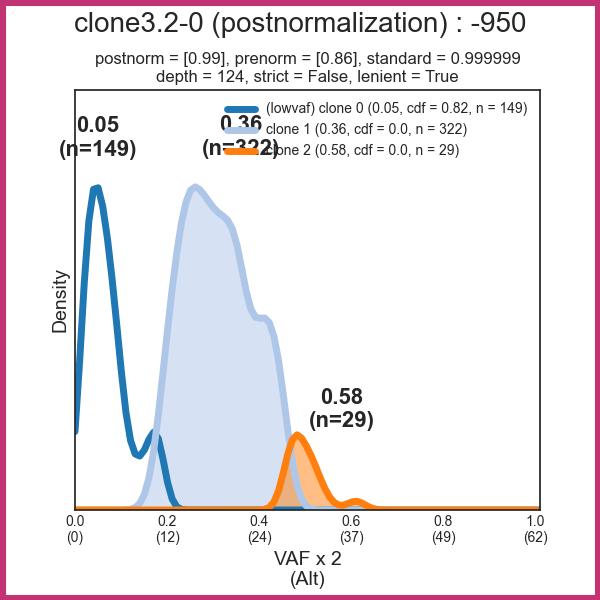 clone3.2-0 (postnormalization) : -950
postnorm = [0.99], prenorm = [0.86], standard = 0.999999
depth = 124, strict = False, lenient = True
(lowvaf) clone 0 (0.05, cdf = 0.82, n = 149)
clone 1 (0.36, cdf = 0.0, n = 322)
clone 2 (0.58, cdf = 0.0, n = 29)
0.05
(n=149)
0.36
(n=322)
0.58
(n=29)
Density
0.0 0.2 0.4 0.6 0.8 1.0
(0) (12) (24) (37) (49) (62)
VAF x 2
(Alt)